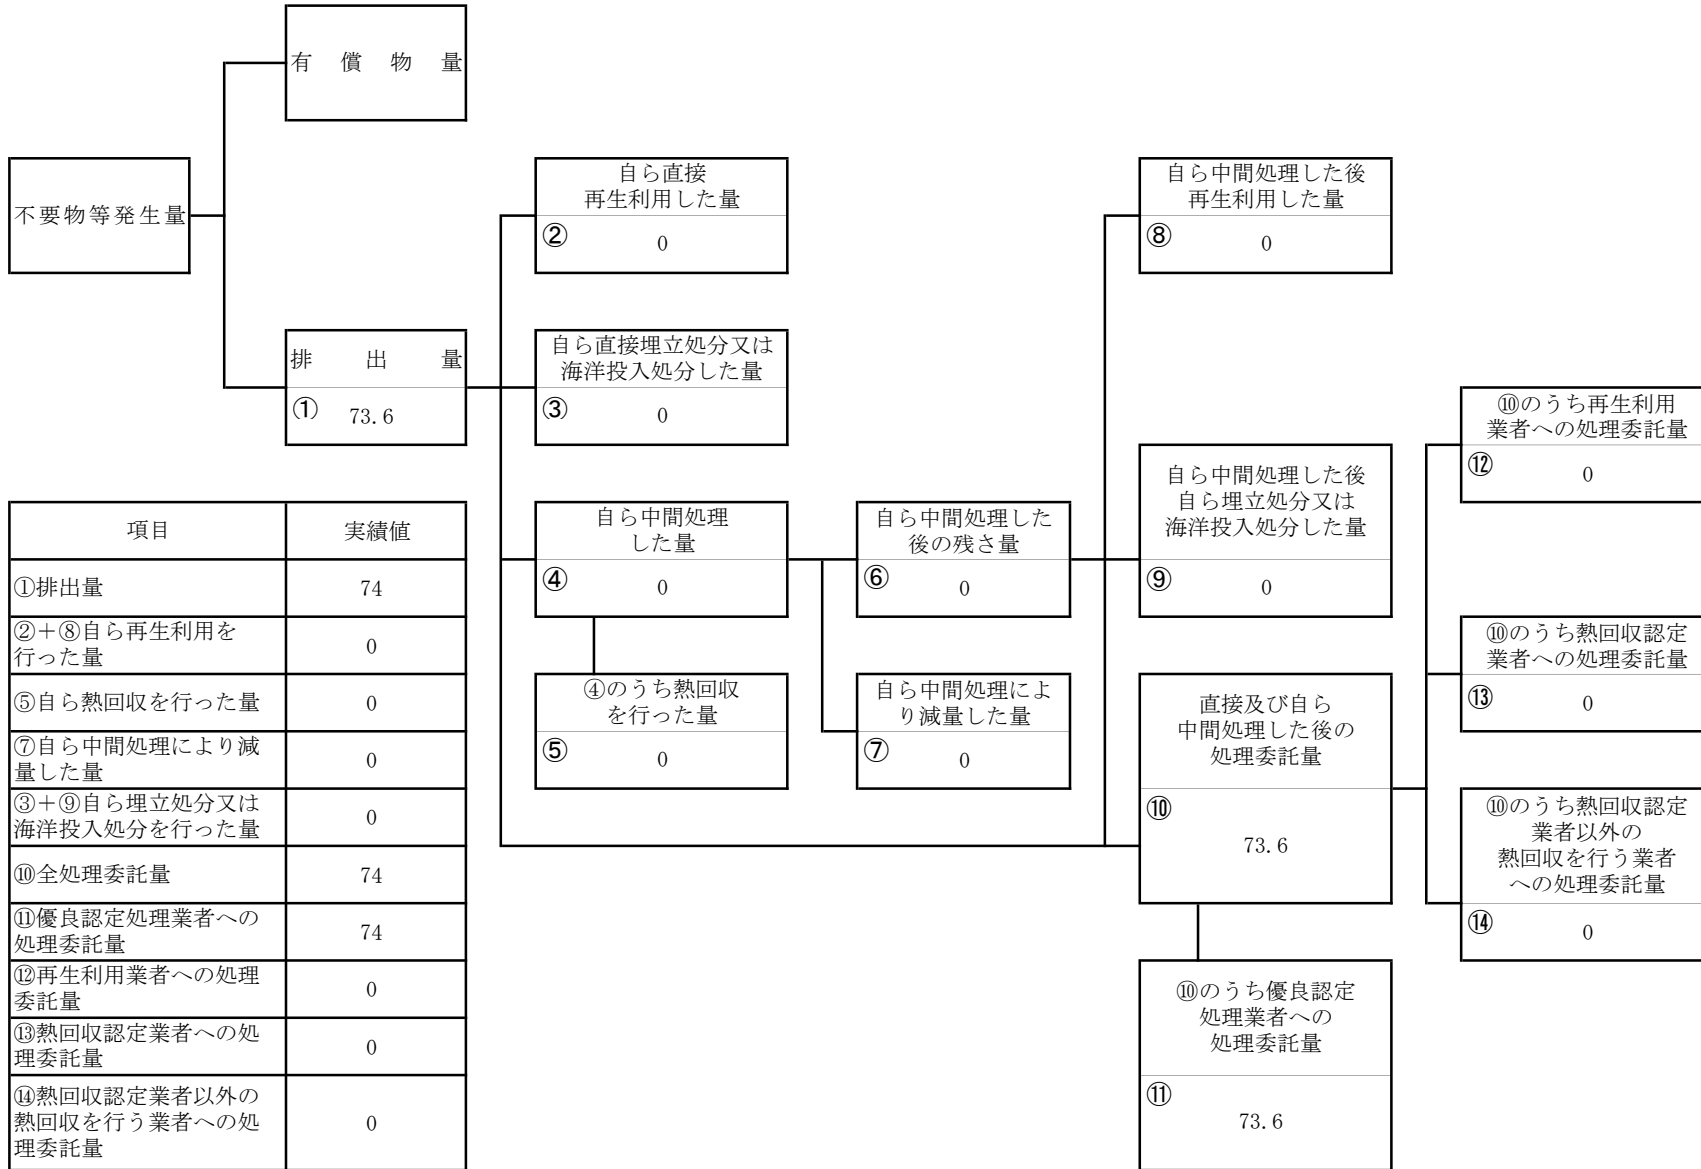 有償物量
不要物等発生量
排出量
① 73.6
自ら直接
再生利用した量
② 0
自ら直接埋立処分又は
海洋投入処分した量
③ 0
自ら中間処理
した量
④ 0
④のうち熱回収
を行った量
⑤ 0
自ら中間処理した
後の残さ量
⑥ 0
自ら中間処理によ
り減量した量
⑦ 0
自ら中間処理した後
再生利用した量
⑧ 0
自ら中間処理した後
自ら埋立処分又は
海洋投入処分した量
⑨ 0
直接及び自ら
中間処理した後の
処理委託量
⑩
73.6
⑩のうち優良認定
処理業者への
処理委託量
⑪
73.6
⑩のうち再生利用
業者への処理委託量
⑫ 0
⑩のうち熱回収認定
業者への処理委託量
⑬ 0
⑩のうち熱回収認定
業者以外の
熱回収を行う業者
への処理委託量
⑭ 0
項目 実績値
①排出量 74
②＋⑧自ら再生利用を
行った量 0
⑤自ら熱回収を行った量 0
⑦自ら中間処理により減
量した量 0
③＋⑨自ら埋立処分又は
海洋投入処分を行った量 0
⑩全処理委託量 74
⑪優良認定処理業者への
処理委託量 74
⑫再生利用業者への処理
委託量 0
⑬熱回収認定業者への処
理委託量 0
⑭熱回収認定業者以外の
熱回収を行う業者への処
理委託量 0